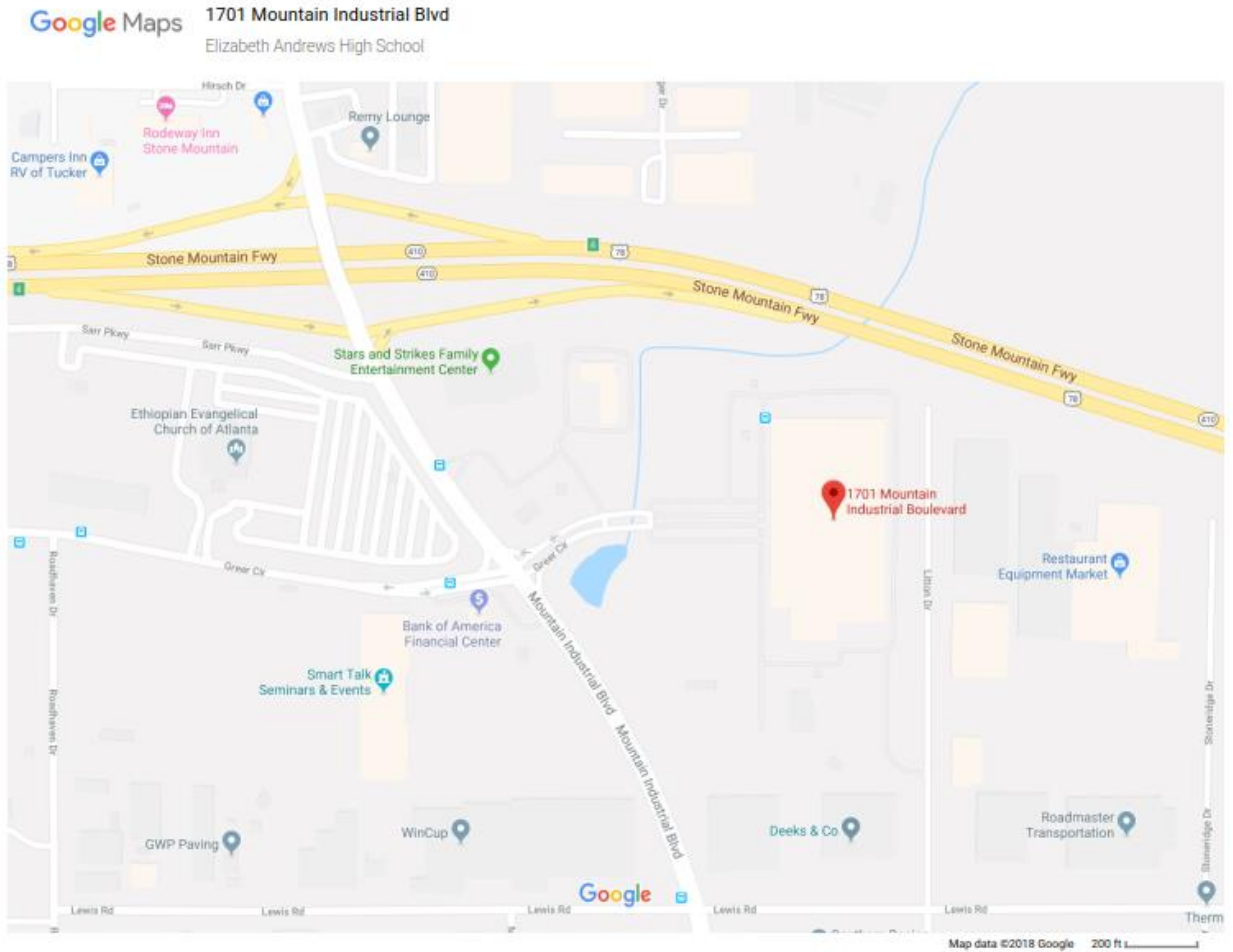 Google Maps
1701 Mountain Industrial Blvd
Elizabeth Andrews High School
Hirsch Dr
Rodeway Inn
Stone Mountain
Remy Lounge
Campers Inn
RV of Tucker
Stone Mountain Fwy
410
410
4
78
4
78
Stone Mountain Fwy
Stone Mountain Fwy
78
410
Sarr Pkwy
Sarr Pkwy
Stars and Strikes Family
Entertainment Center
Ethiopian Evangelical
Church of Atlanta
1701 Mountain
Industrial Boulevard
Greer Cir
Greer Cir
Roadhaven Dr
Roadhaven Dr
Restaurant
Equipment Market
Litton Dr
Bank of America
Financial Center
Mountain Industrial Blvd
Mountain Industrial Blvd
Smart Talk
Seminars & Events
Stoneridge Dr
Stoneridge Dr
GWP Paving
WinCup
Deeks & Co
Roadmaster
Transportation
Google
Lewis Rd
Lewis Rd
Lewis Rd
Lewis Rd
Lewis Rd
Therm
Map data ©2018 Google
200 ft